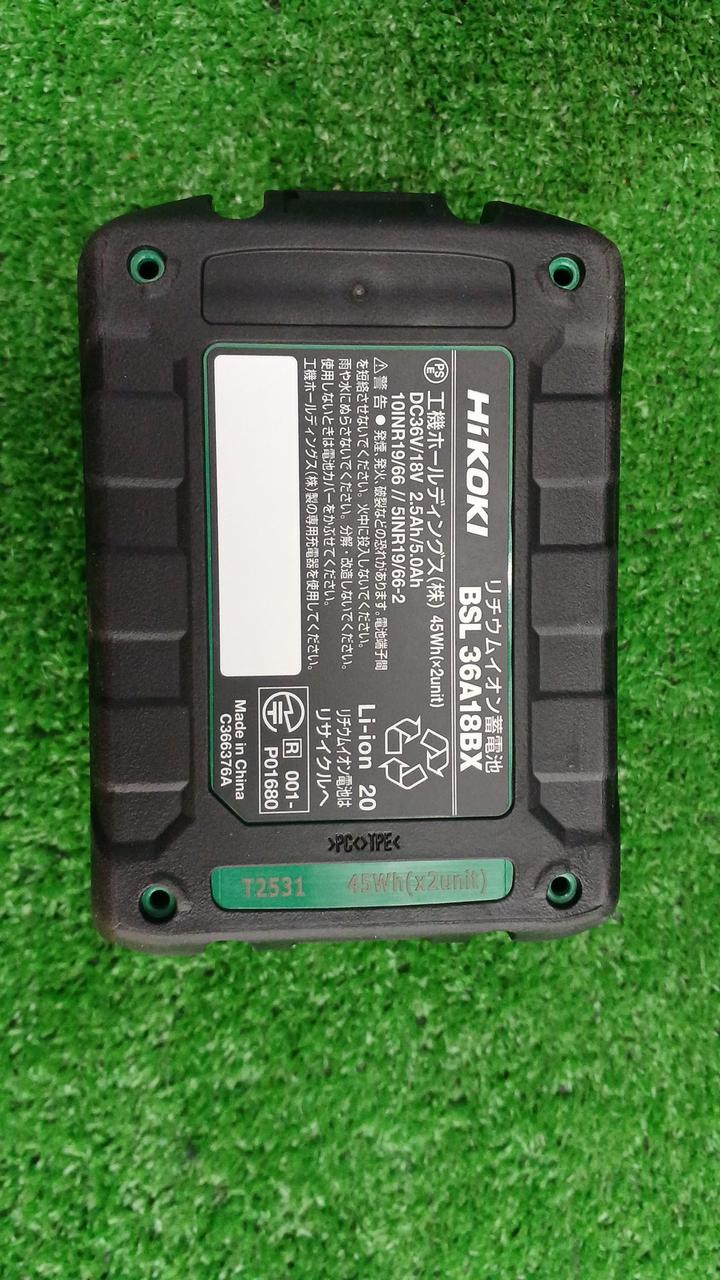 HiKOKI
リチウムイオン蓄電池
BSL 36A18BX
PS
E
工機ホールディングス(株) 45Wh(×2unit)
DC36V/18V 2.5Ah/5.0Ah
10INR19/66 // 5INR19/66-2
⚠警告 ● 発煙、発火、破裂などの恐れがあります。電池端子間
を短絡させないでください。火中に投入しないでください。
雨や水にぬらさないでください。分解・改造しないでください。
使用しないときは電池カバーをかぶせてください。
工機ホールディングス(株)製の専用充電器を使用してください。
Li-ion 20
リチウムイオン電池は
リサイクルへ
R 001-
P01680
Made in China
C366376A
>PC<>TPE<
T2531 45Wh(x2unit)